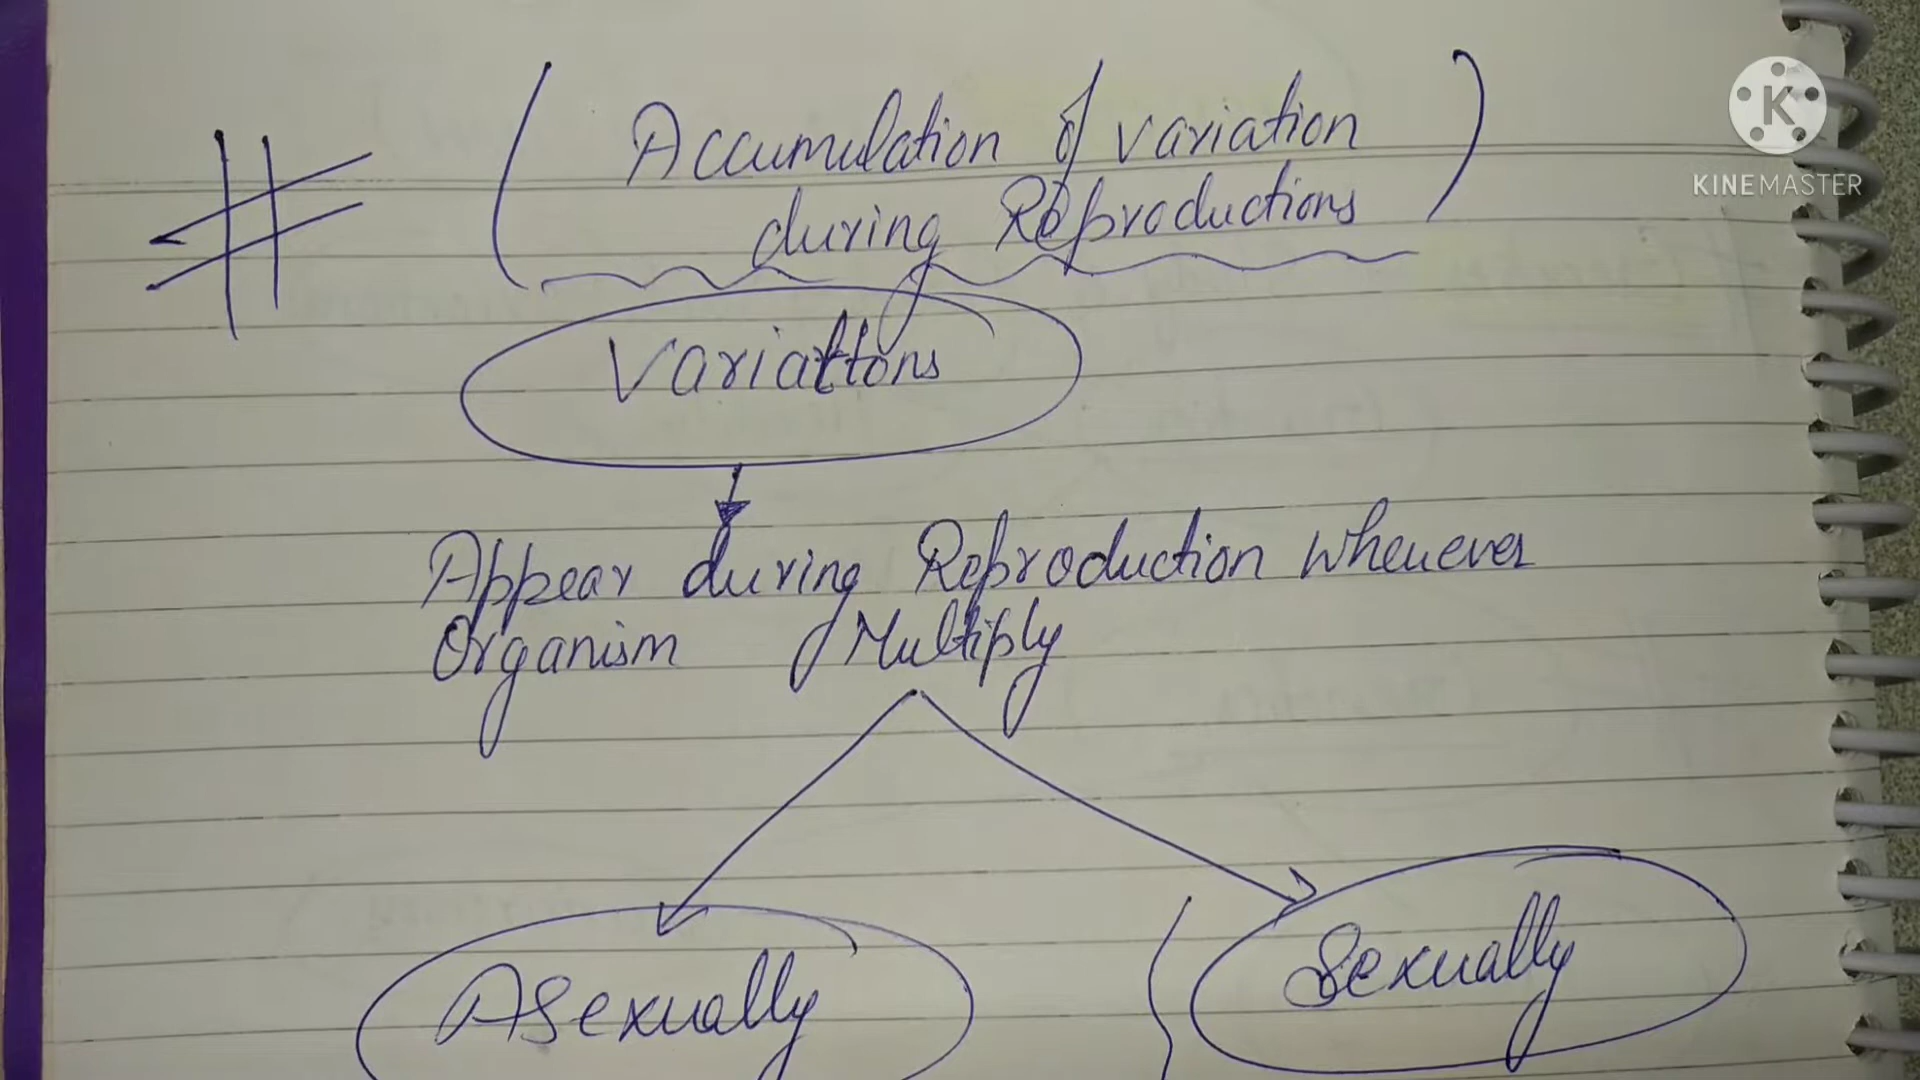 # ( Accumulation of variation
during Reproductions )
Variations
Appear during Reproduction whenever
Organism Multiply
Asexually
Sexually
K
KINEMASTER